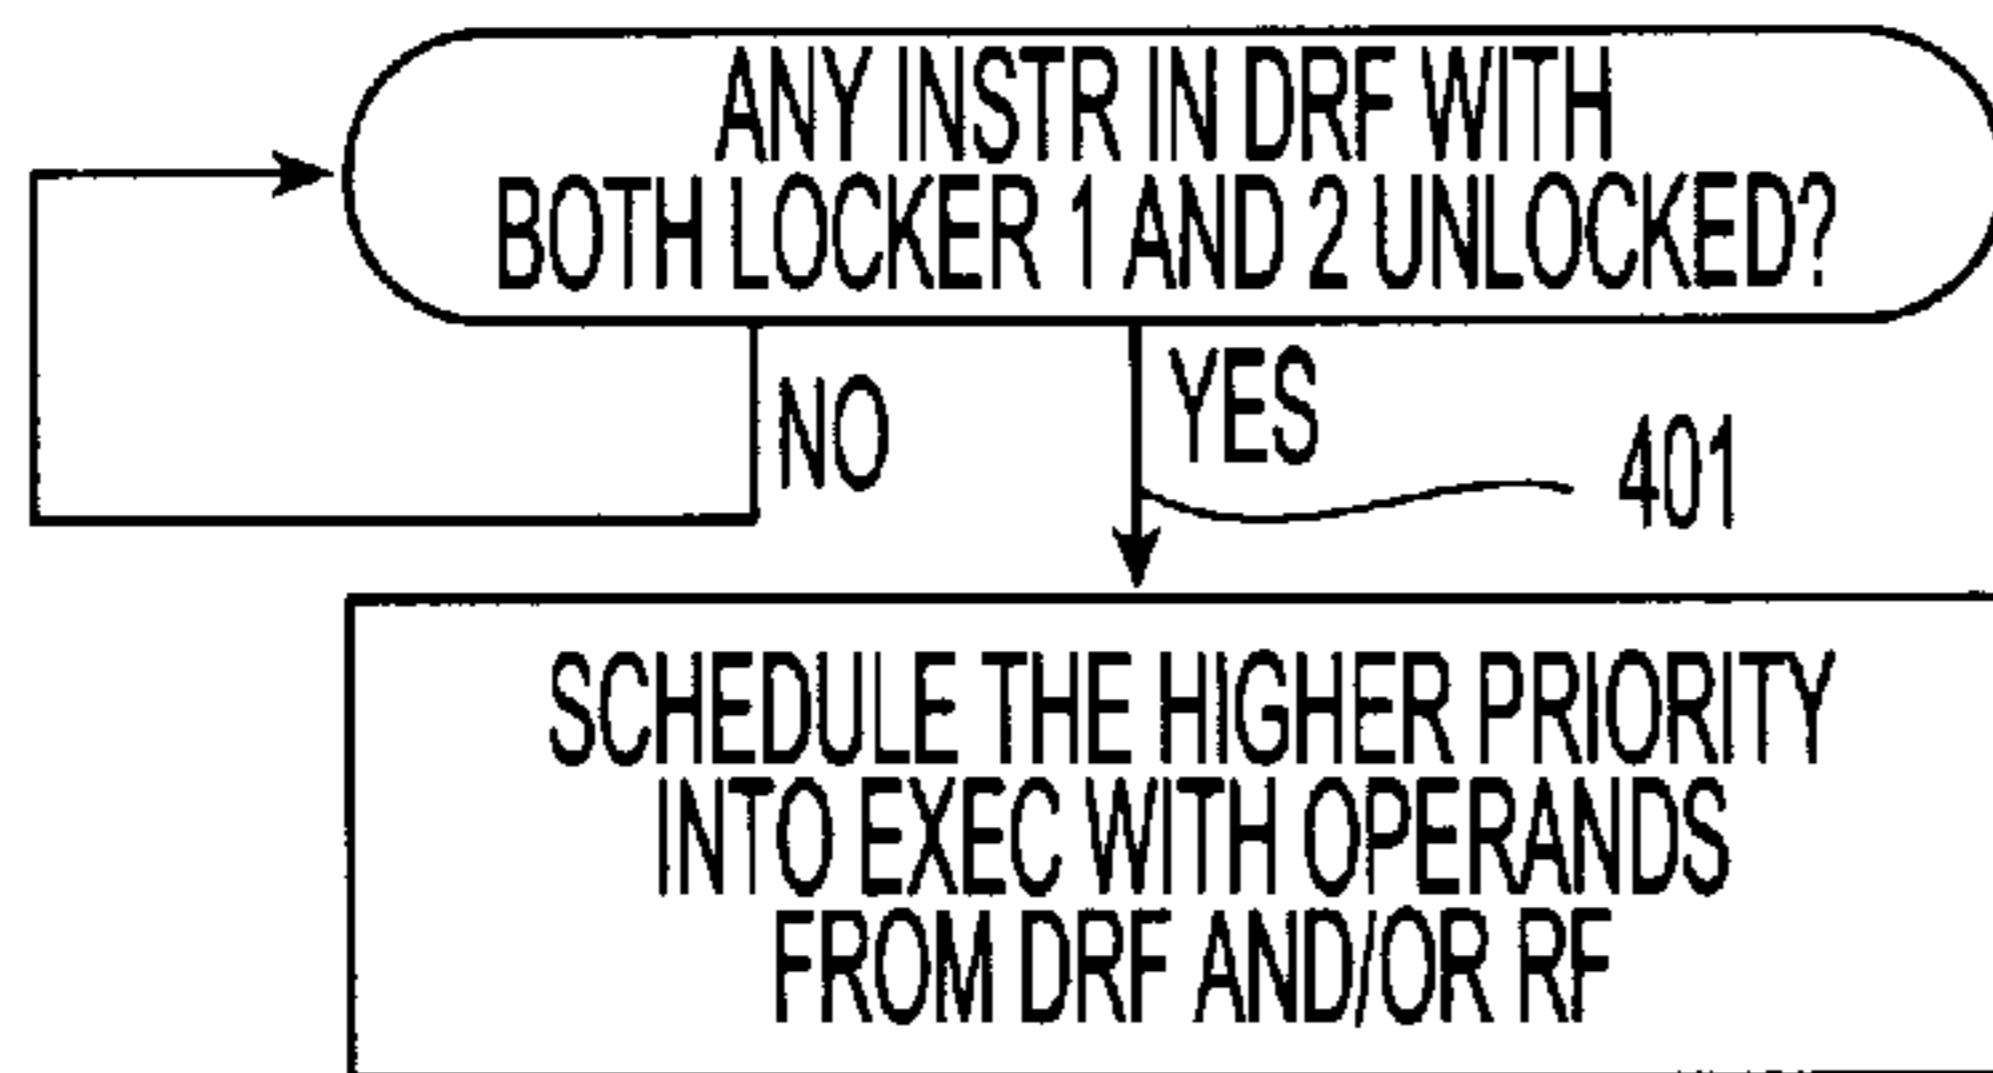 ANY INSTR IN DRF WITH
BOTH LOCKER 1 AND 2 UNLOCKED?
NO
YES
401
SCHEDULE THE HIGHER PRIORITY
INTO EXEC WITH OPERANDS
FROM DRF AND/OR RF